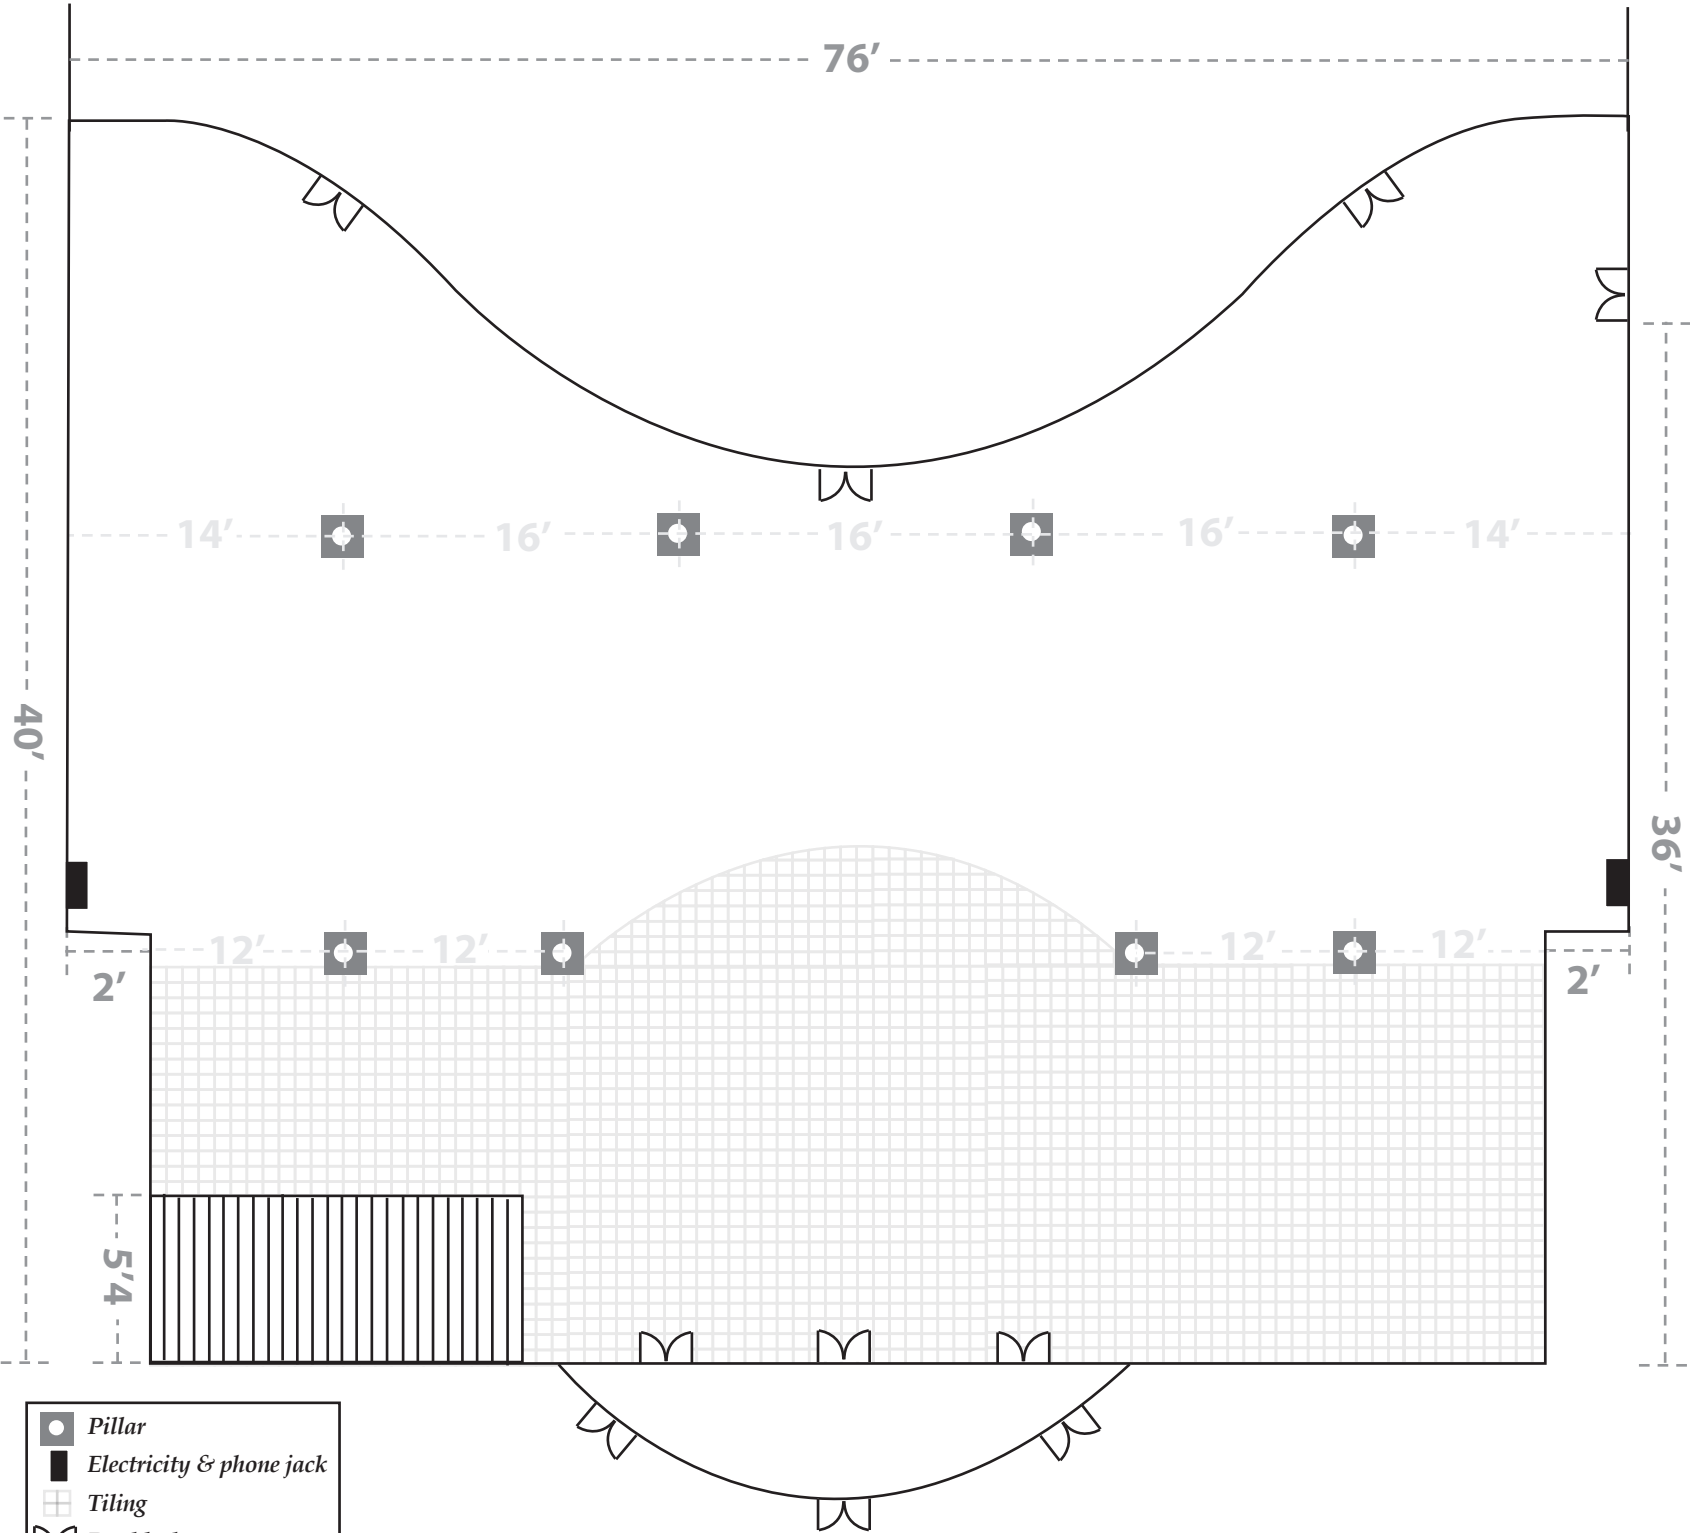 76′
14′ 16′ 16′ 16′ 14′
40′
36′
12′ 12′ 12′ 12′
2′ 2′
5′4
Pillar
Electricity & phone jack
Tiling